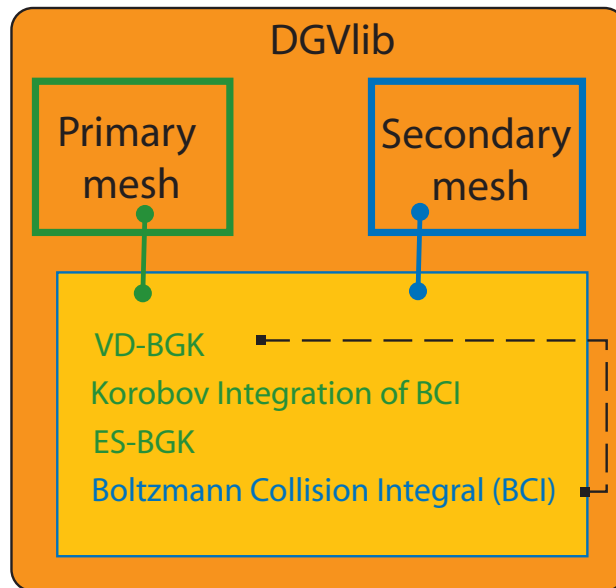 DGVlib
Primary
mesh
Secondary
mesh
VD-BGK
Korobov Integration of BCI
ES-BGK
Boltzmann Collision Integral (BCI)